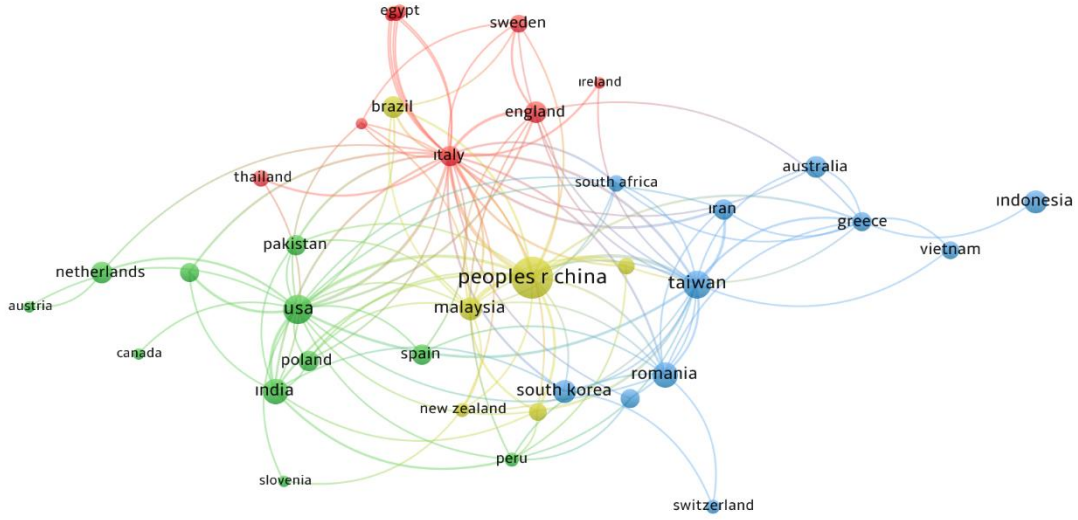 egypt
sweden
ireland
brazil
england
italy
thailand
south africa
australia
indonesia
iran
greece
pakistan
vietnam
netherlands
peoples r china
taiwan
austria
usa
malaysia
canada
poland
spain
romania
india
south korea
new zealand
peru
slovenia
switzerland